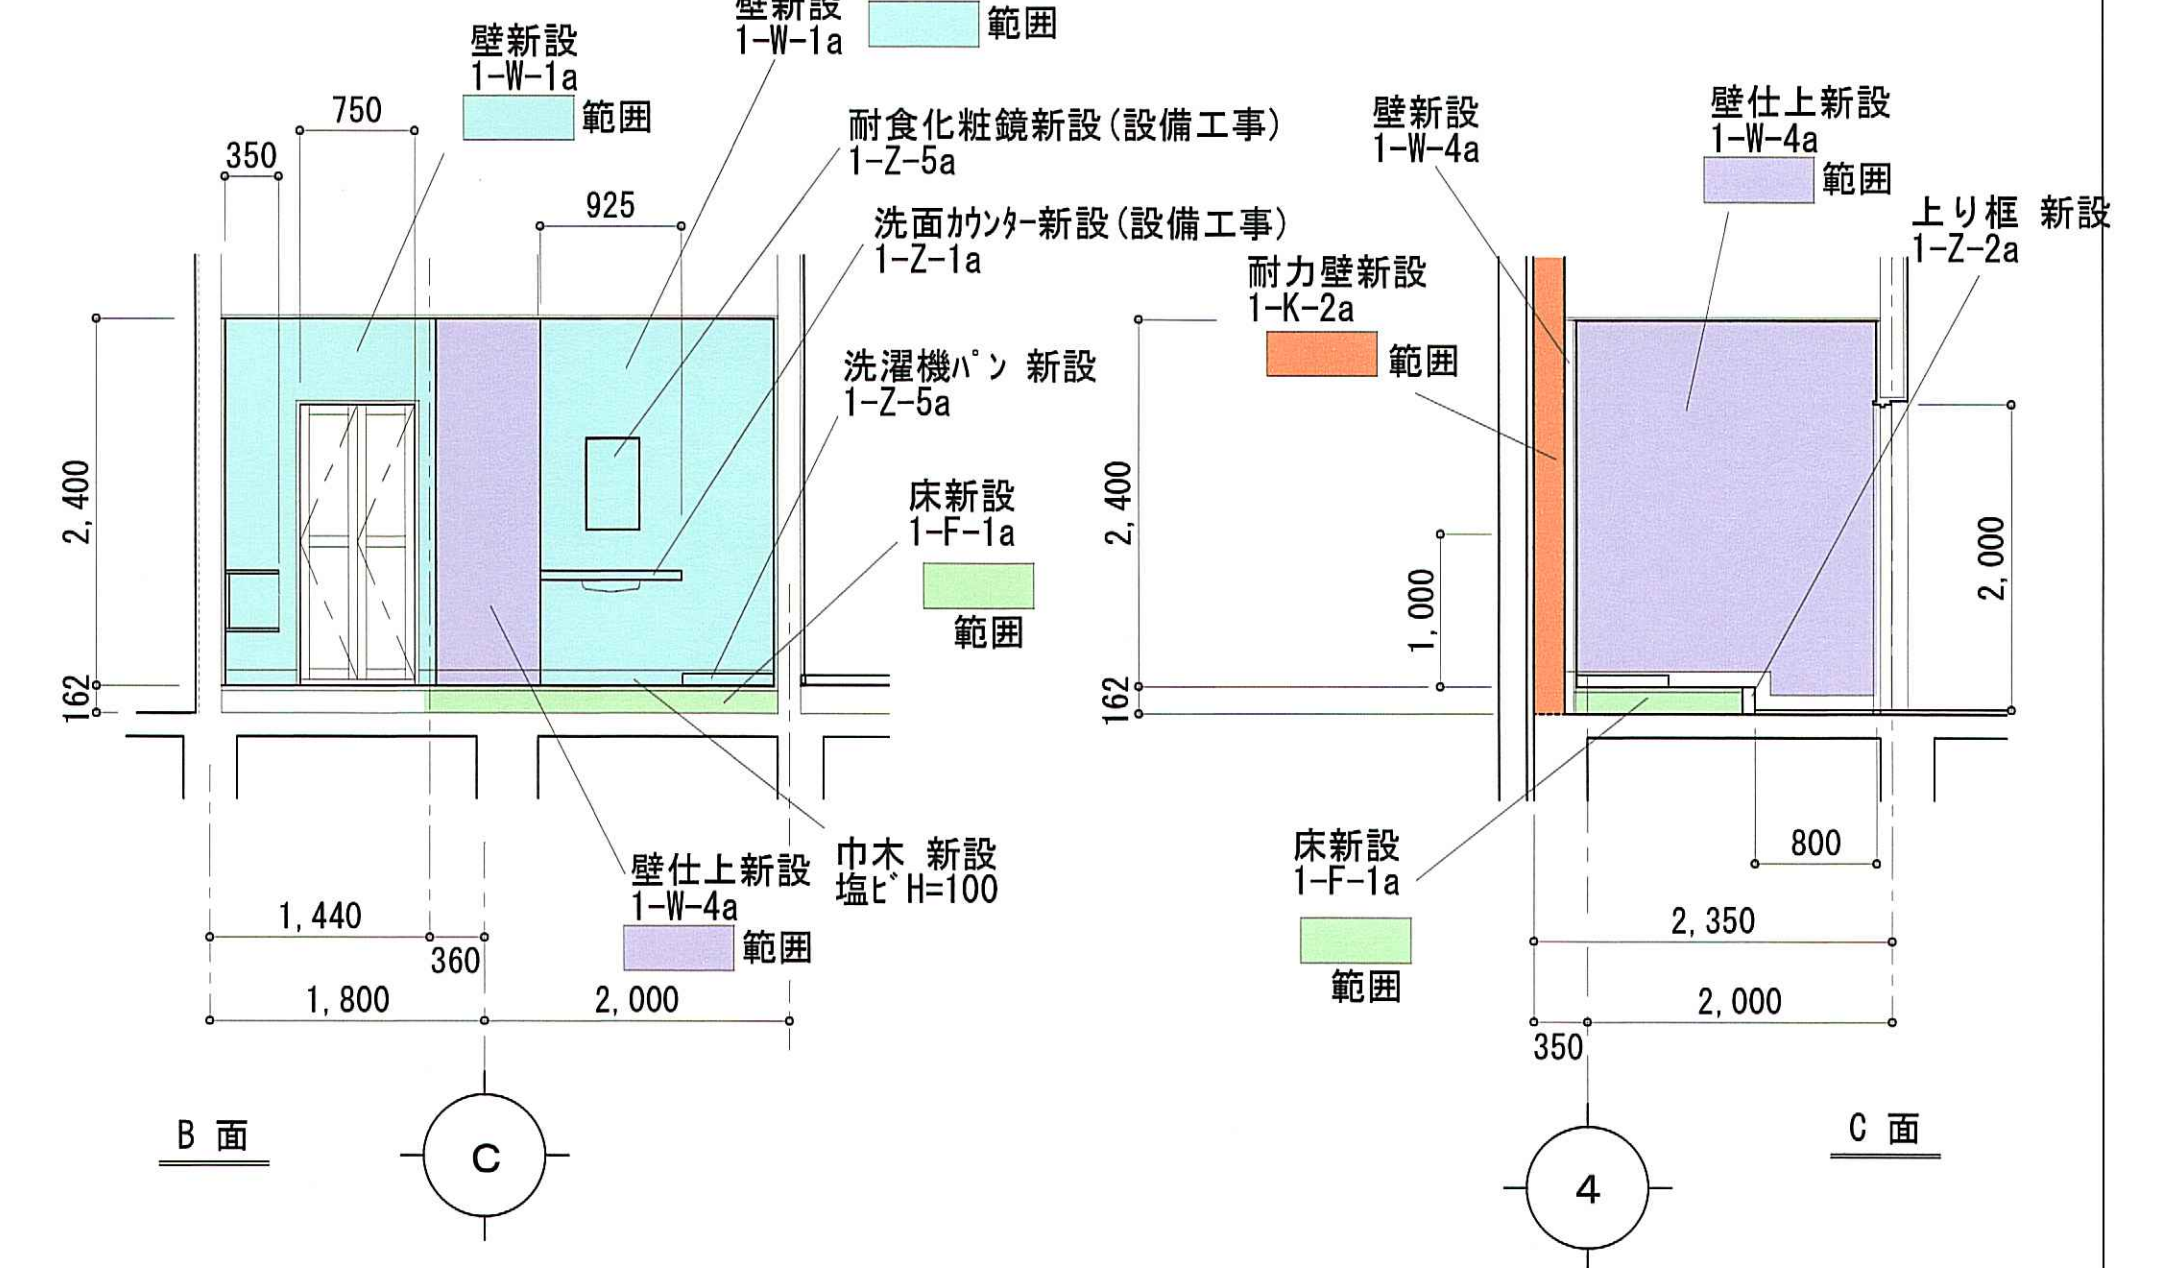 壁新設
1-W-1a
範囲
壁新設
1-W-1a
範囲
750
350
925
耐食化粧鏡新設(設備工事)
1-Z-5a
洗面ｶｳﾝﾀｰ新設(設備工事)
1-Z-1a
洗濯機ﾊﾟﾝ 新設
1-Z-5a
床新設
1-F-1a
範囲
2,400
162
巾木 新設
塩ﾋﾞ H=100
壁仕上新設
1-W-4a
範囲
1,440
360
1,800
2,000
B 面
C
壁新設
1-W-4a
壁仕上新設
1-W-4a
範囲
上り框 新設
1-Z-2a
耐力壁新設
1-K-2a
範囲
2,400
1,000
162
2,000
床新設
1-F-1a
範囲
800
2,350
2,000
350
4
C 面